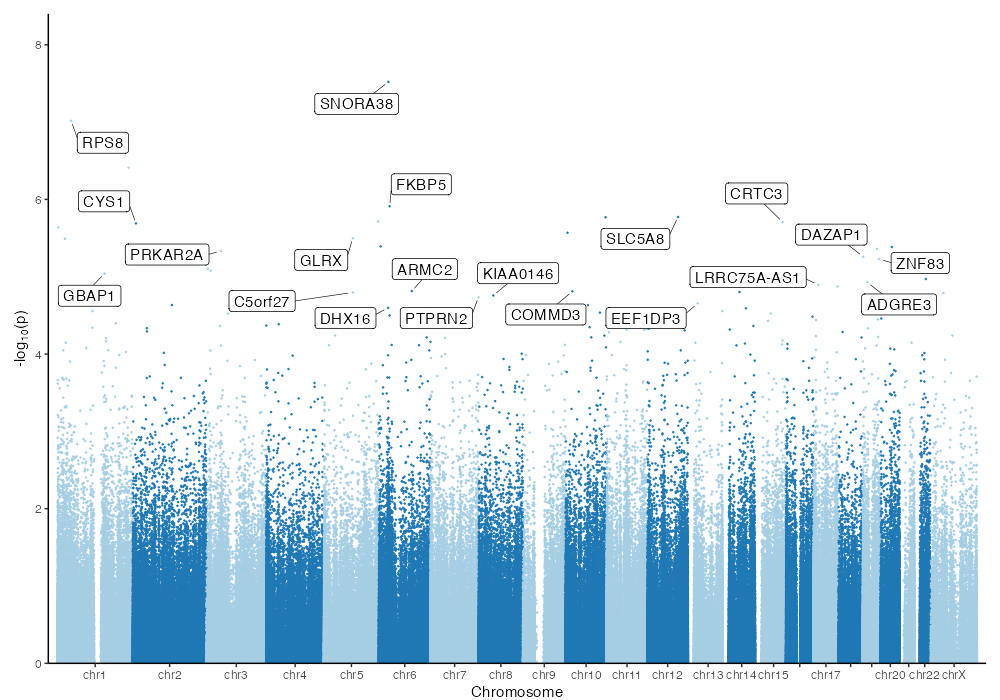 8
SNORA38
RPS8
6
FKBP5
CRTC3
CYS1
SLC5A8
DAZAP1
PRKAR2A
GLRX
ZNF83
ARMC2
KIAA0146
LRRC75A-AS1
GBAP1
C5orf27
ADGRE3
DHX16
PTPRN2
COMMD3
EEF1DP3
-log10(p)
4
2
0
chr1 chr2 chr3 chr4 chr5 chr6 chr7 chr8 chr9 chr10 chr11 chr12 chr13 chr14 chr15 chr17 chr20 chr22 chrX
Chromosome